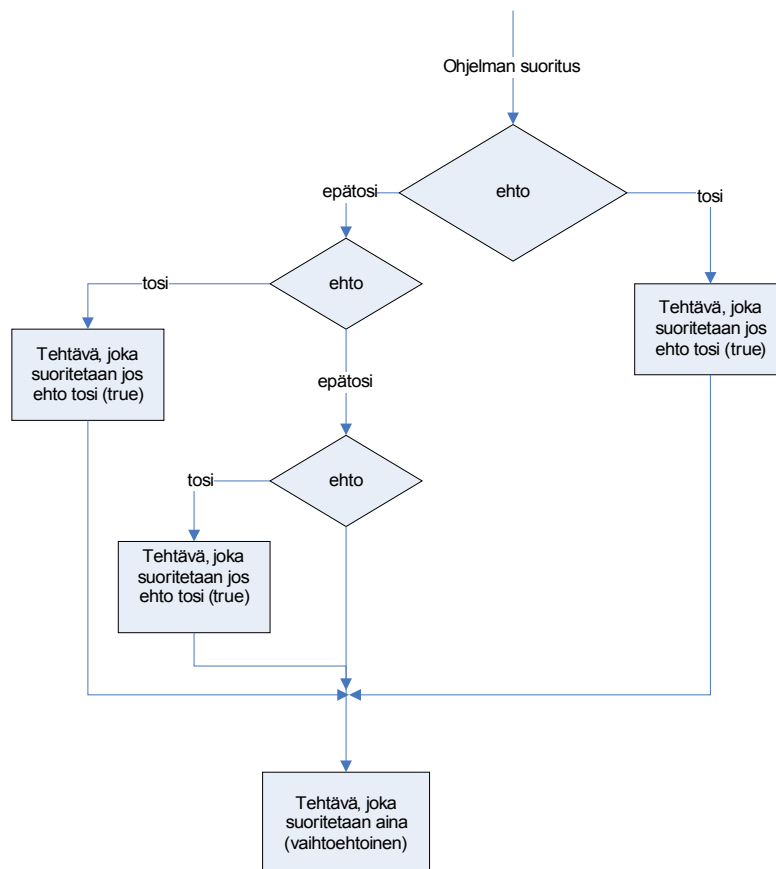 Ohjelman suoritus
ehto
epätosi
tosi
ehto
tosi
Tehtävä, joka
suoritetaan jos
ehto tosi (true)
Tehtävä, joka
suoritetaan jos
ehto tosi (true)
epätosi
ehto
tosi
Tehtävä, joka
suoritetaan jos
ehto tosi (true)
Tehtävä, joka
suoritetaan aina
(vaihtoehtoinen)